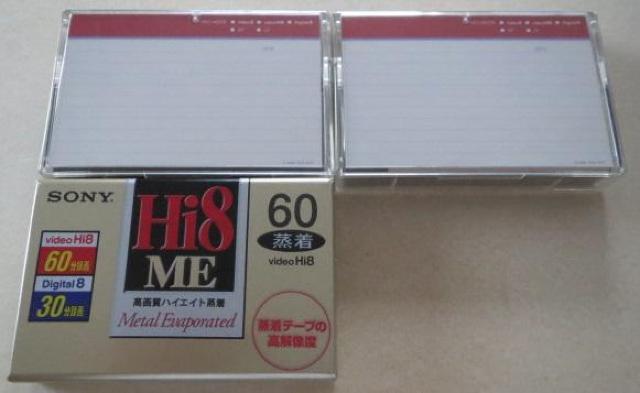 SONY
Hi8
ME
高画質ハイエイト蒸着
Metal Evaporated
60
蒸着
video Hi8
video Hi8
60分録画
Digital 8
30分録画
蒸着テープの
高解像度